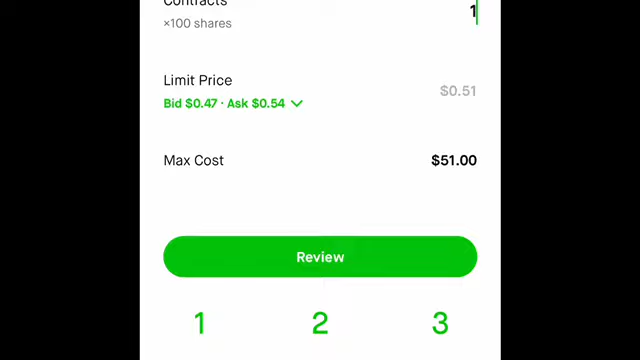 Contracts
1
×100 shares
Limit Price
$0.51
Bid $0.47 · Ask $0.54
Max Cost
$51.00
Review
1 2 3